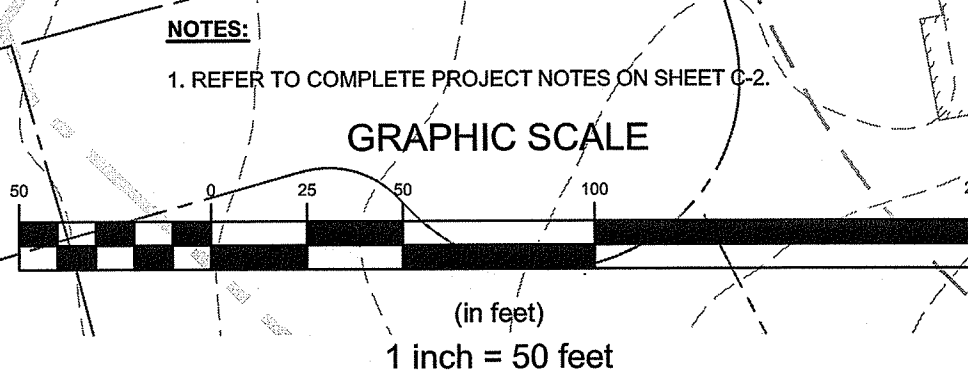 NOTES:
1. REFER TO COMPLETE PROJECT NOTES ON SHEET C-2.
GRAPHIC SCALE
50 0 25 50 100
(in feet)
1 inch = 50 feet